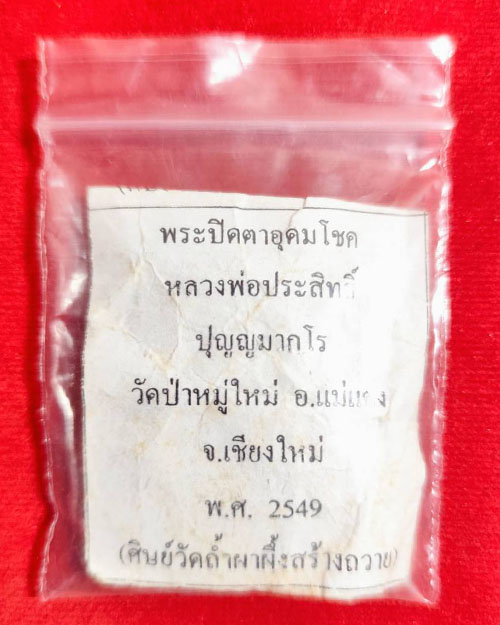 พระปิดตาอุดมโชค
หลวงพ่อประสิทธิ์
ปุญญมากโร
วัดป่าหมู่ใหม่ อ.แม่แตง
จ.เชียงใหม่
พ.ศ. 2549
(ศิษย์วัดถ้ำผาผึ้งสร้างถวาย)